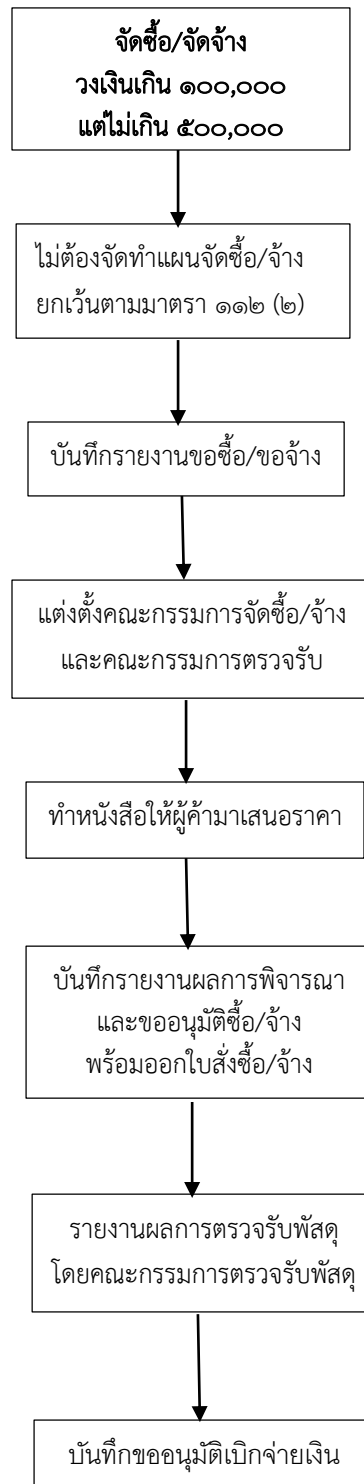 จัดซื้อ/จัดจ้าง
วงเงินเกิน ๑๐๐,๐๐๐
แต่ไม่เกิน ๕๐๐,๐๐๐
ไม่ต้องจัดทำแผนจัดซื้อ/จ้าง
ยกเว้นตามมาตรา ๑๑๒ (๒)
บันทึกรายงานขอซื้อ/ขอจ้าง
แต่งตั้งคณะกรรมการจัดซื้อ/จ้าง
และคณะกรรมการตรวจรับ
ทำหนังสือให้ผู้ค้ามาเสนอราคา
บันทึกรายงานผลการพิจารณา
และขออนุมัติซื้อ/จ้าง
พร้อมออกใบสั่งซื้อ/จ้าง
รายงานผลการตรวจรับพัสดุ
โดยคณะกรรมการตรวจรับพัสดุ
บันทึกขออนุมัติเบิกจ่ายเงิน